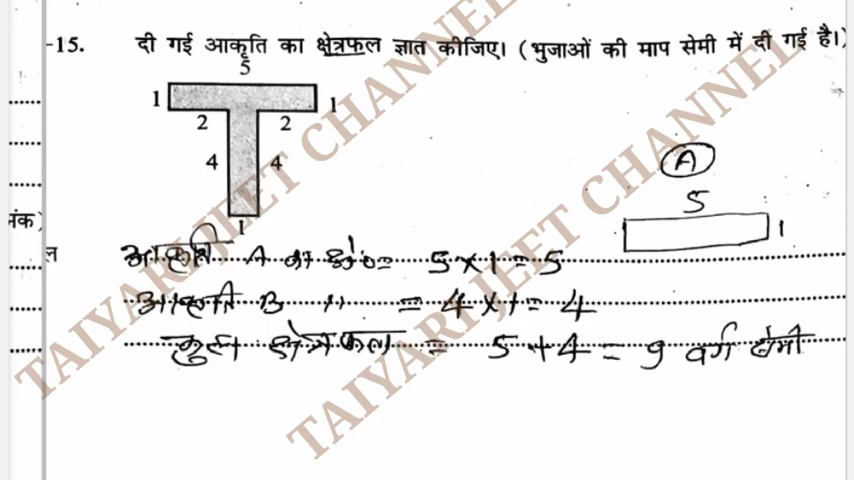 -15. दी गई आकृति का क्षेत्रफल ज्ञात कीजिए। (भुजाओं की माप सेमी में दी गई है।)
5
1 1
2 2
4 4
1
A
5
1
नंक)
ल
आकृति A का क्षे० = 5 × 1 = 5
आकृति B " = 4 × 1 = 4
कुल क्षेत्रफल = 5 + 4 = 9 वर्ग सेमी
TAIYARI JEET CHANNEL
TAIYARI JEET CHANNEL